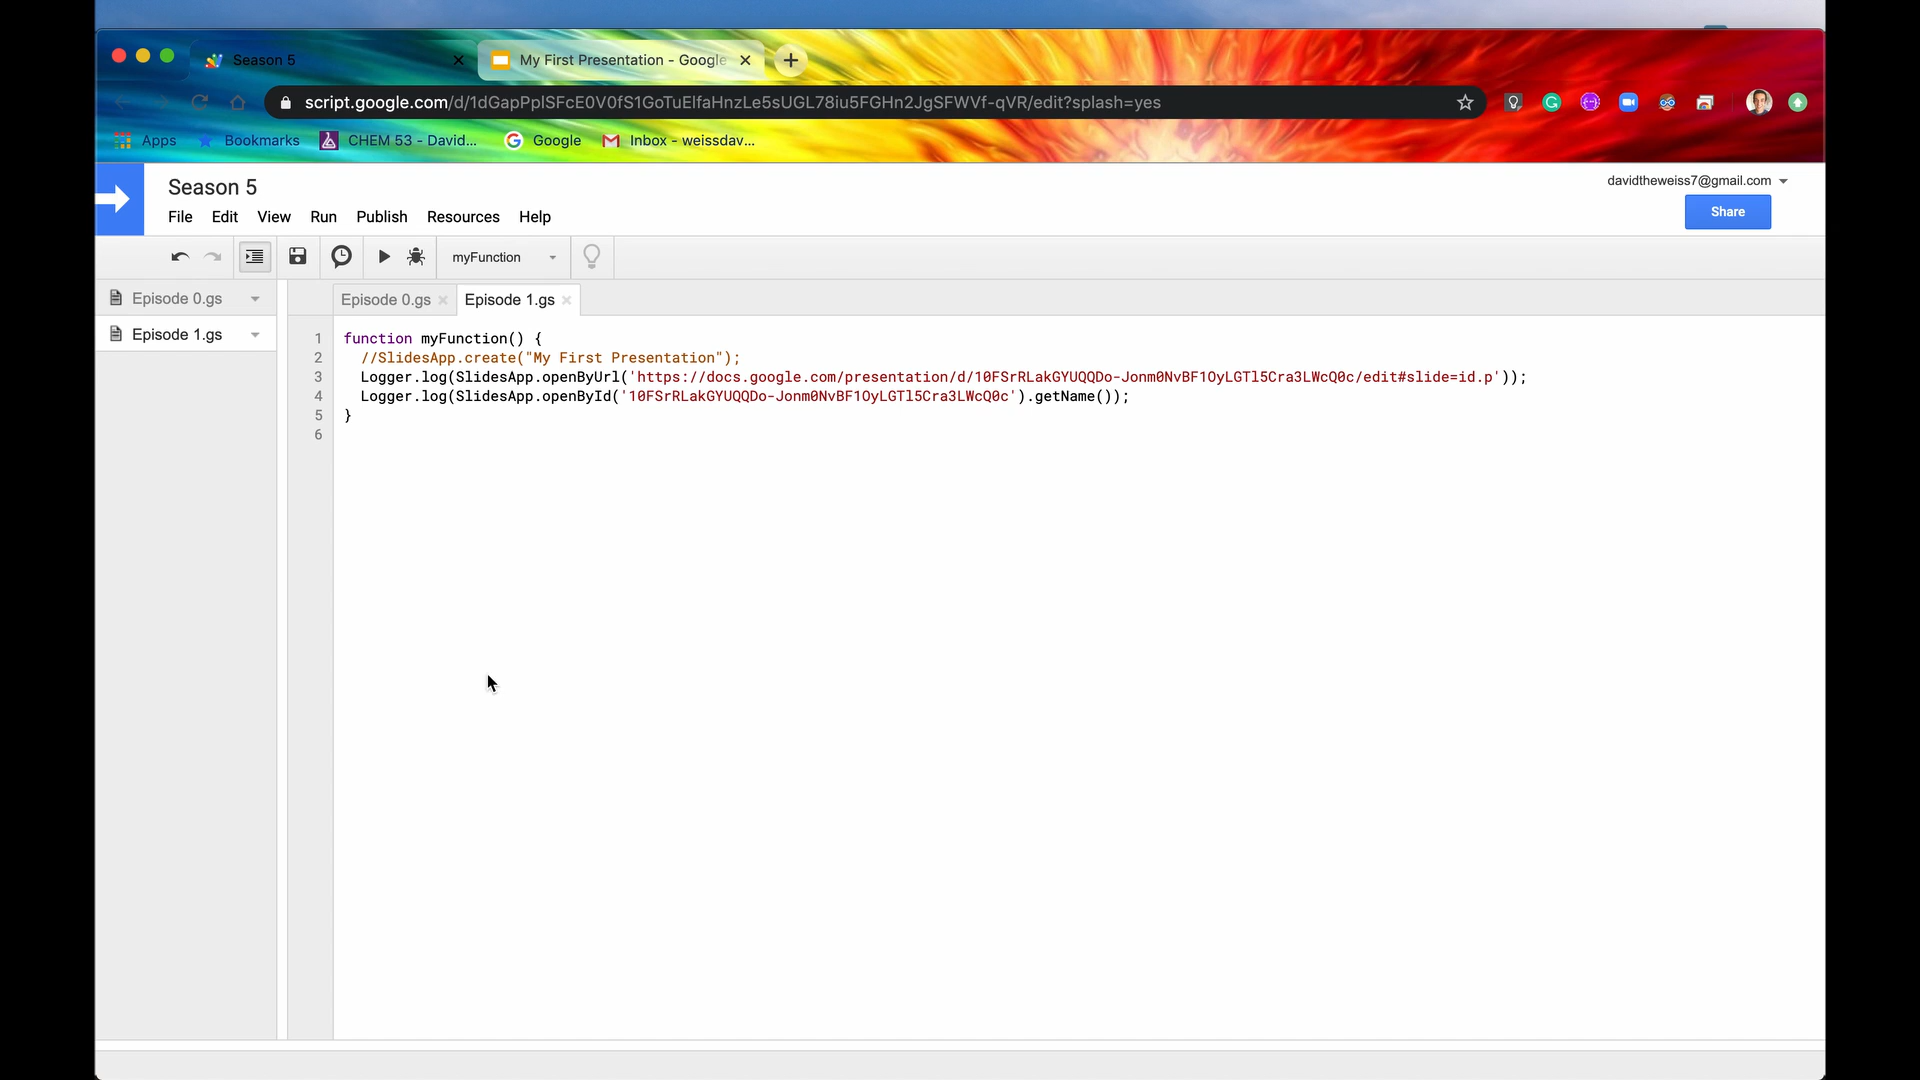 Season 5
My First Presentation - Google
script.google.com/d/1dGapPplSFcE0V0fS1GoTuElfaHnzLe5sUGL78iu5FGHn2JgSFWVf-qVR/edit?splash=yes
Apps Bookmarks CHEM 53 - David... Google Inbox - weissdav...
Season 5
davidtheweiss7@gmail.com
File Edit View Run Publish Resources Help
Share
myFunction
Episode 0.gs
Episode 1.gs
Episode 0.gs Episode 1.gs
1 function myFunction() {
2 //SlidesApp.create("My First Presentation");
3 Logger.log(SlidesApp.openByUrl('https://docs.google.com/presentation/d/10FSrRLakGYUQQDo-Jonm0NvBF1OyLGTl5Cra3LWcQ0c/edit#slide=id.p'));
4 Logger.log(SlidesApp.openById('10FSrRLakGYUQQDo-Jonm0NvBF1OyLGTl5Cra3LWcQ0c').getName());
5 }
6